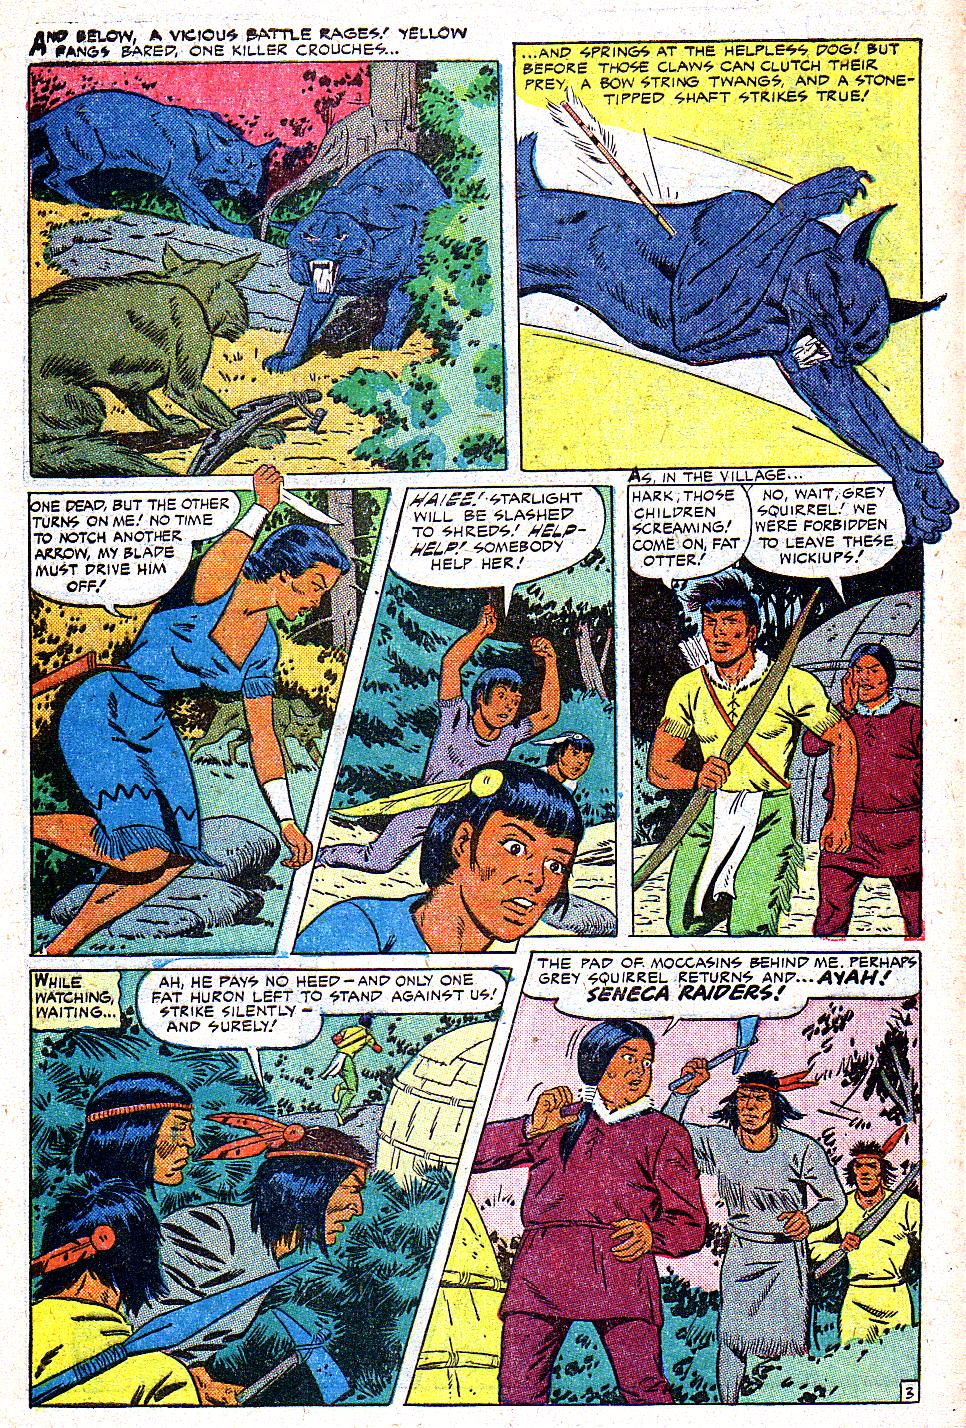 AND BELOW, A VICIOUS BATTLE RAGES! YELLOW
FANGS BARED, ONE KILLER CROUCHES...
...AND SPRINGS AT THE HELPLESS DOG! BUT
BEFORE THOSE CLAWS CAN CLUTCH THEIR
PREY, A BOW STRING TWANGS, AND A STONE-
TIPPED SHAFT STRIKES TRUE!
ONE DEAD, BUT THE OTHER
TURNS ON ME! NO TIME
TO NOTCH ANOTHER
ARROW, MY BLADE
MUST DRIVE HIM
OFF!
HAIEE! STARLIGHT
WILL BE SLASHED
TO SHREDS! HELP-
HELP! SOMEBODY
HELP HER!
AS, IN THE VILLAGE...
HARK, THOSE
CHILDREN
SCREAMING!
COME ON, FAT
OTTER!
NO, WAIT, GREY
SQUIRREL! WE
WERE FORBIDDEN
TO LEAVE THESE
WICKIUPS!
WHILE
WATCHING,
WAITING...
AH, HE PAYS NO HEED-AND ONLY ONE
FAT HURON LEFT TO STAND AGAINST US!
STRIKE SILENTLY-
AND SURELY!
THE PAD OF MOCCASINS BEHIND ME. PERHAPS
GREY SQUIRREL RETURNS AND... AYAH!
SENECA RAIDERS!
3